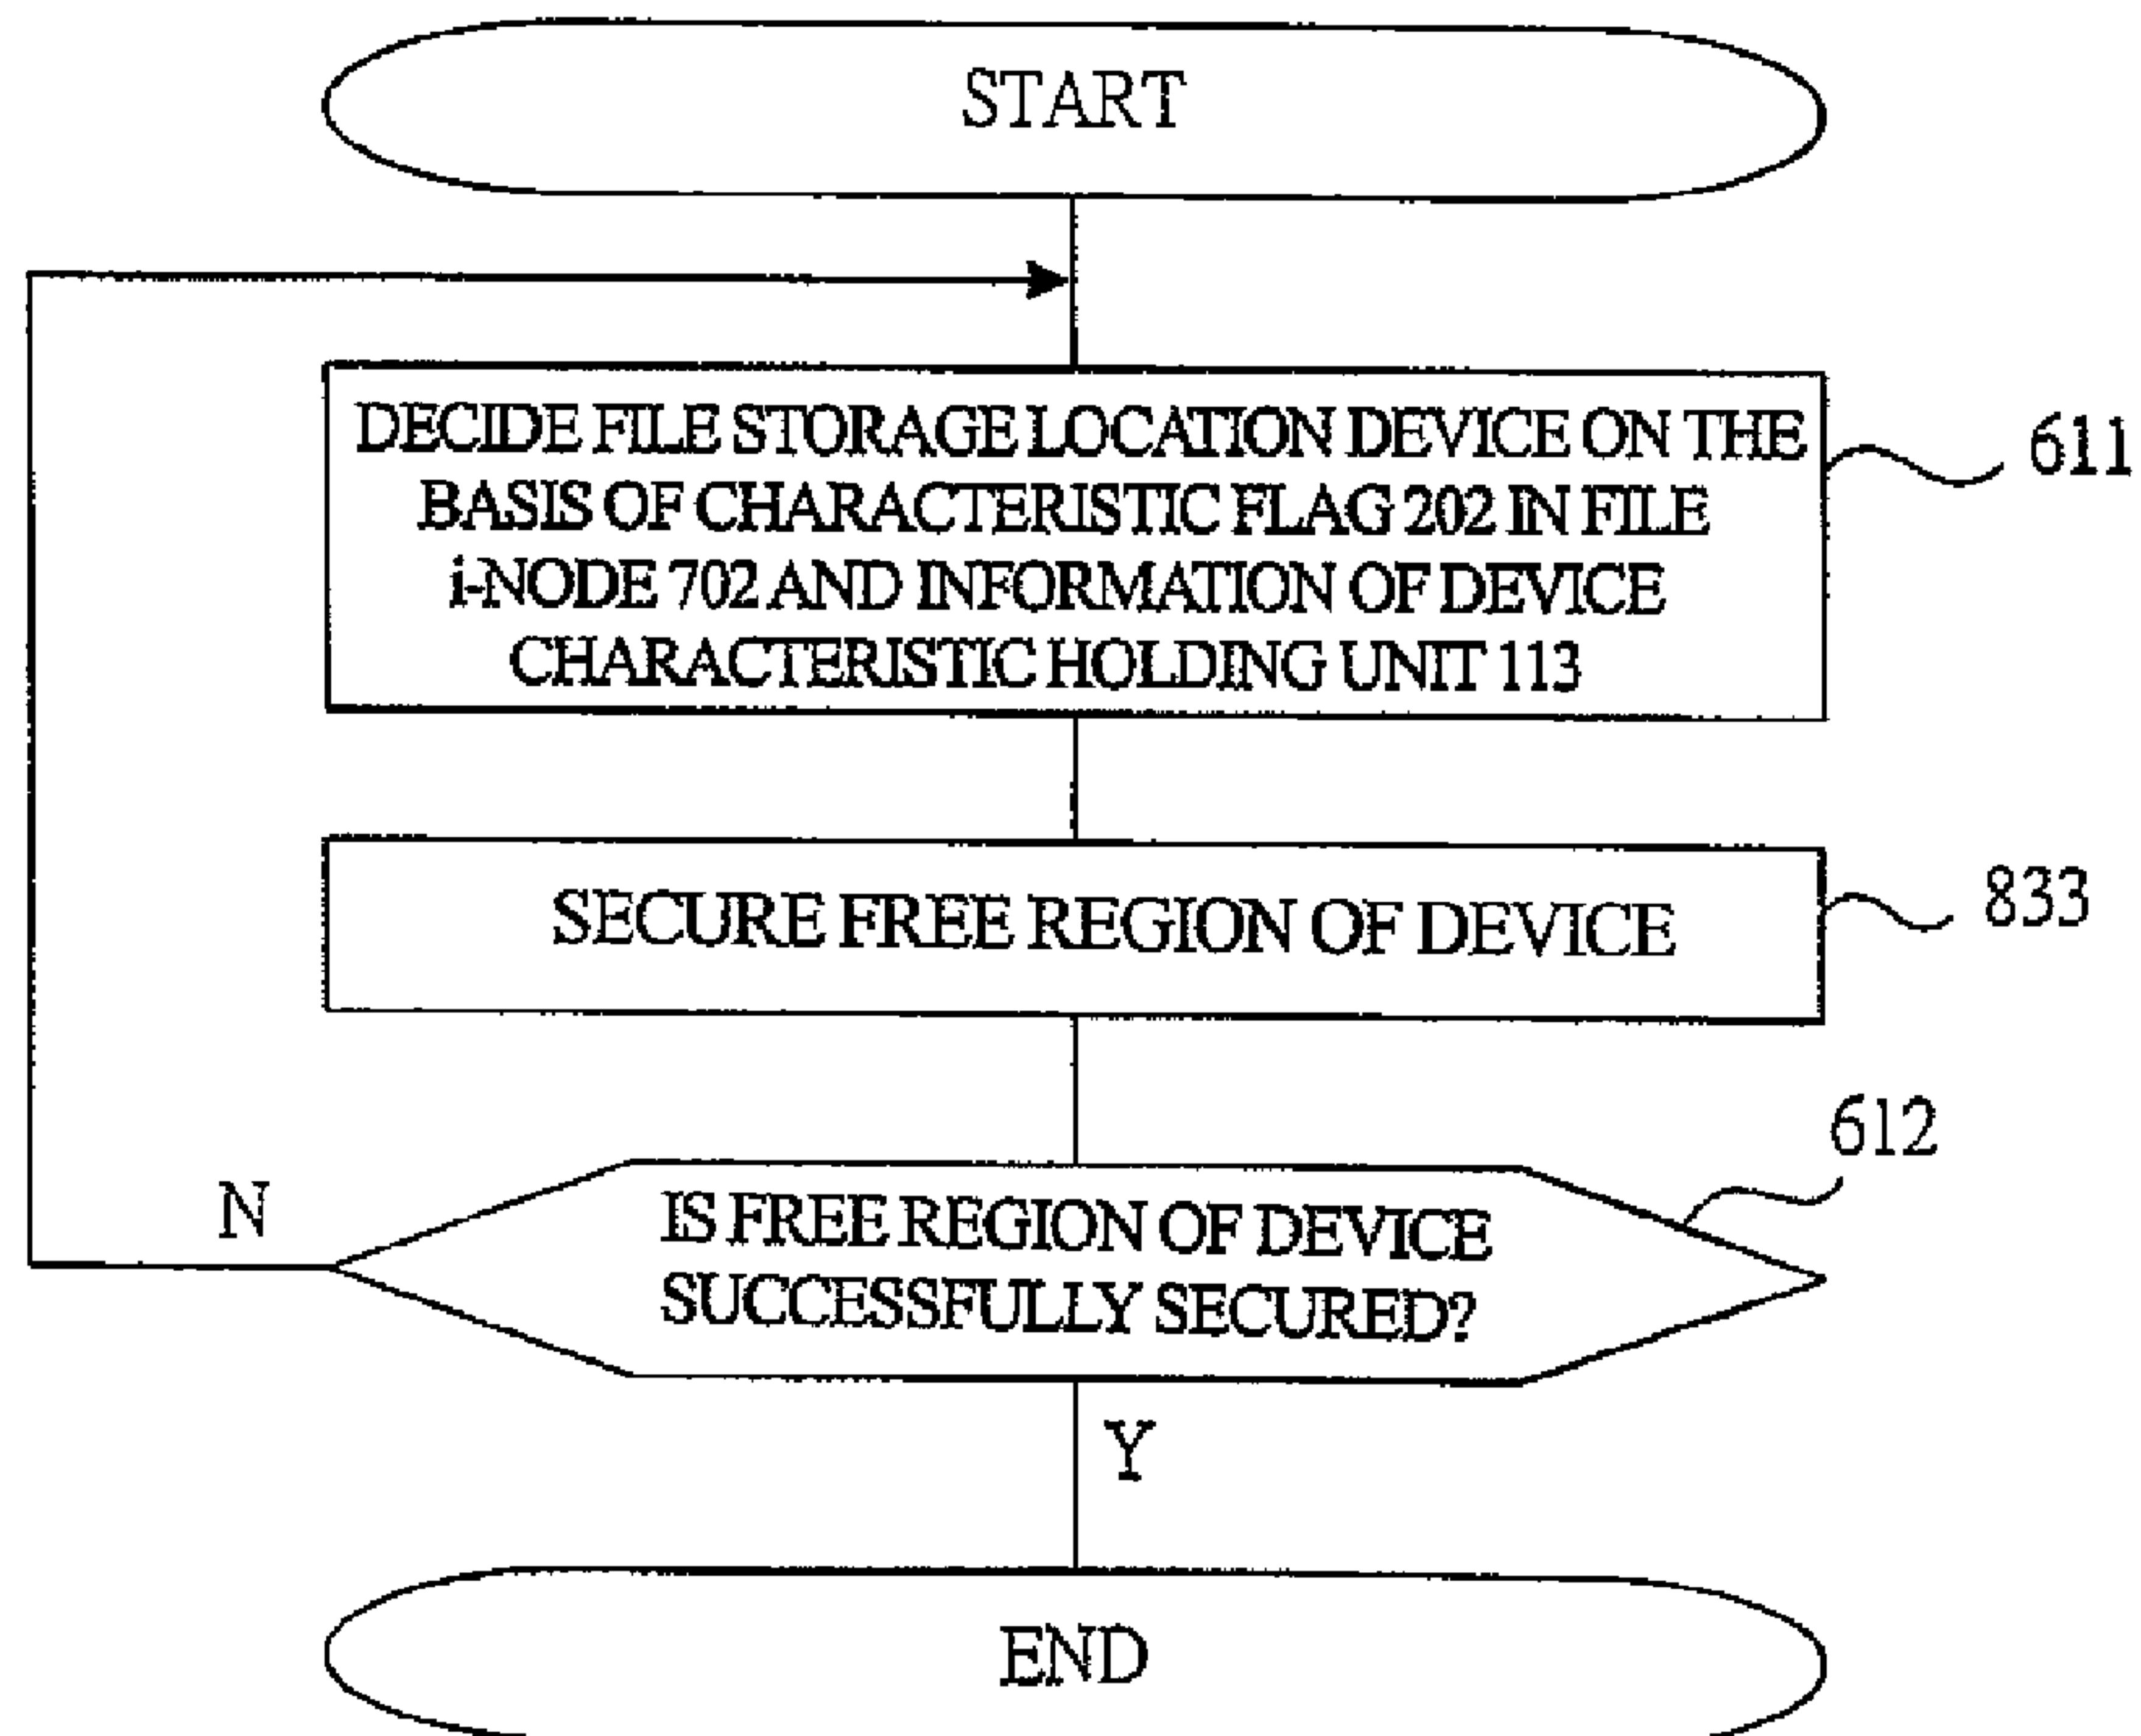 START
DECIDE FILE STORAGE LOCATION DEVICE ON THE
BASIS OF CHARACTERISTIC FLAG 202 IN FILE
i-NODE 702 AND INFORMATION OF DEVICE
CHARACTERISTIC HOLDING UNIT 113
611
SECURE FREE REGION OF DEVICE
833
612
N
IS FREE REGION OF DEVICE
SUCCESSFULLY SECURED?
Y
END